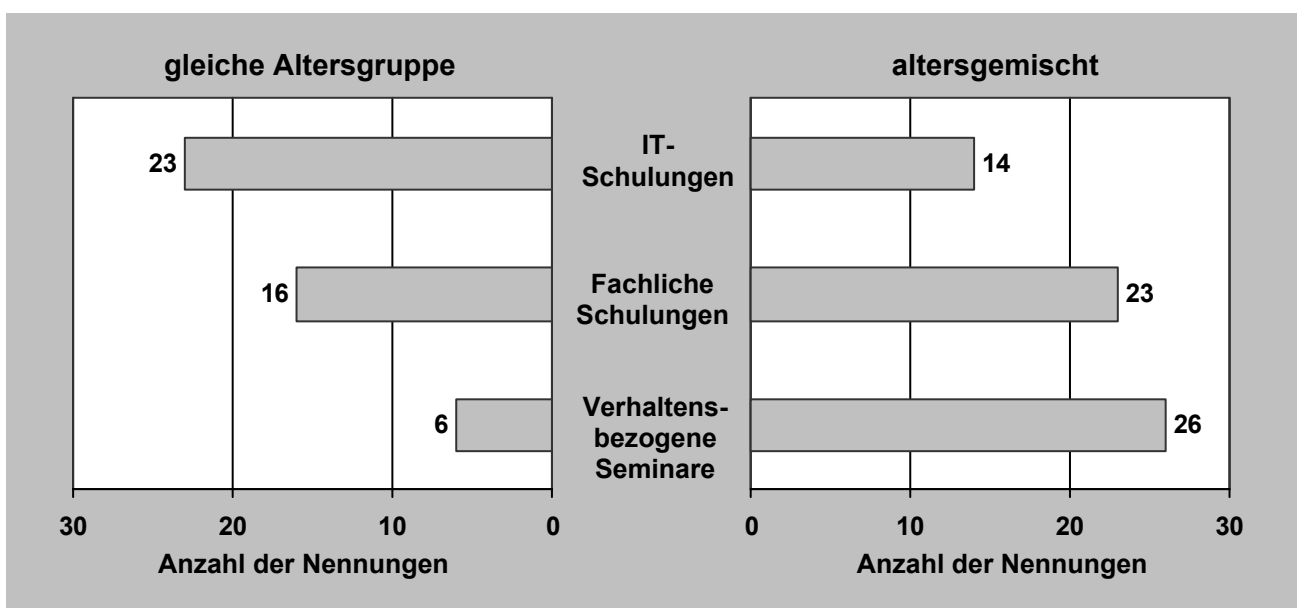 gleiche Altersgruppe
altersgemischt
23
IT-
Schulungen
14
16
Fachliche
Schulungen
23
6
Verhaltens-
bezogene
Seminare
26
30 20 10 0
0 10 20 30
Anzahl der Nennungen
Anzahl der Nennungen